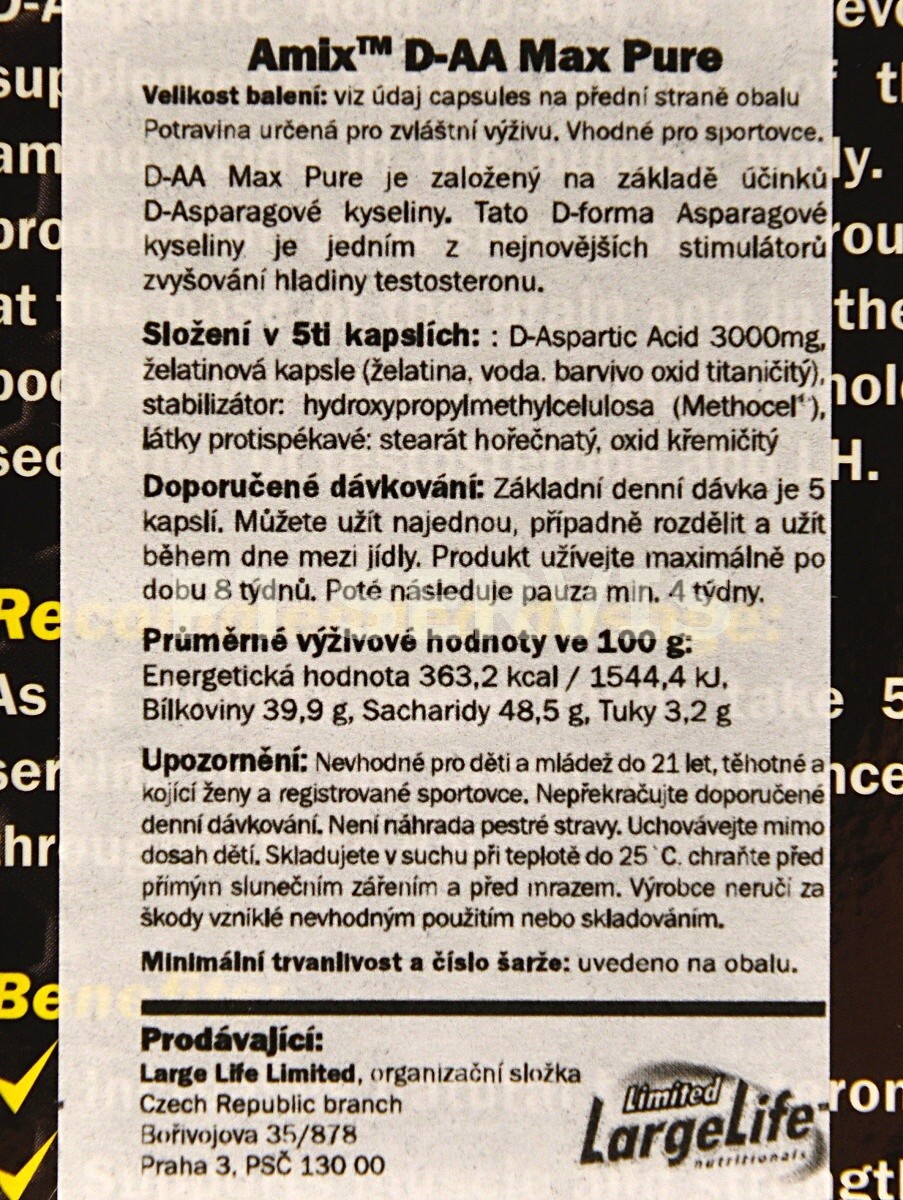 Amix™ D-AA Max Pure
Velikost balení: viz údaj capsules na přední straně obalu
Potravina určená pro zvláštní výživu. Vhodné pro sportovce.
D-AA Max Pure je založený na základě účinků
D-Asparagové kyseliny. Tato D-forma Asparagové
kyseliny je jedním z nejnovějších stimulátorů
zvyšování hladiny testosteronu.
Složení v 5ti kapslích: : D-Aspartic Acid 3000mg,
želatinová kapsle (želatina, voda. barvivo oxid titaničitý),
stabilizátor: hydroxypropylmethylcelulosa (Methocel),
látky protispékavé: stearát hořečnatý, oxid křemičitý
Doporučené dávkování: Základní denní dávka je 5
kapslí. Můžete užít najednou, případně rozdělit a užít
během dne mezi jídly. Produkt užívejte maximálně po
dobu 8 týdnů. Poté následuje pauza min. 4 týdny.
Průměrné výživové hodnoty ve 100 g:
Energetická hodnota 363,2 kcal / 1544,4 kJ,
Bílkoviny 39,9 g, Sacharidy 48,5 g, Tuky 3,2 g
Upozornění: Nevhodné pro děti a mládež do 21 let, těhotné a
kojící ženy a registrované sportovce. Nepřekračujte doporučené
denní dávkování. Není náhrada pestré stravy. Uchovávejte mimo
dosah dětí. Skladujete v suchu při teplotě do 25 °C. chraňte před
přímým slunečním zářením a před mrazem. Výrobce neručí za
škody vzniklé nevhodným použitím nebo skladováním.
Minimální trvanlivost a číslo šarže: uvedeno na obalu.
Prodávající:
Large Life Limited, organizační složka
Czech Republic branch
Bořivojova 35/878
Praha 3, PSČ 130 00
Limited
LargeLife
nutritionals